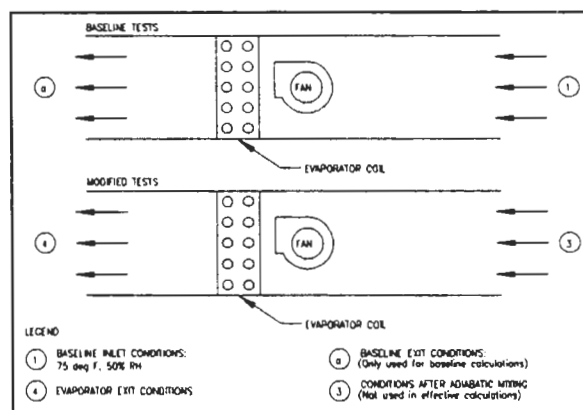 BASELINE TESTS
a
FAN
1
EVAPORATOR COIL
MODIFIED TESTS
4
FAN
3
EVAPORATOR COIL
LEGEND
1 BASELINE INLET CONDITIONS:
75 deg F, 50% RH
4 EVAPORATOR EXIT CONDITIONS
a BASELINE EXIT CONDITIONS:
(Only used for baseline calculations)
3 CONDITIONS AFTER ADIABATIC MIXING
(Not used in effective calculations)